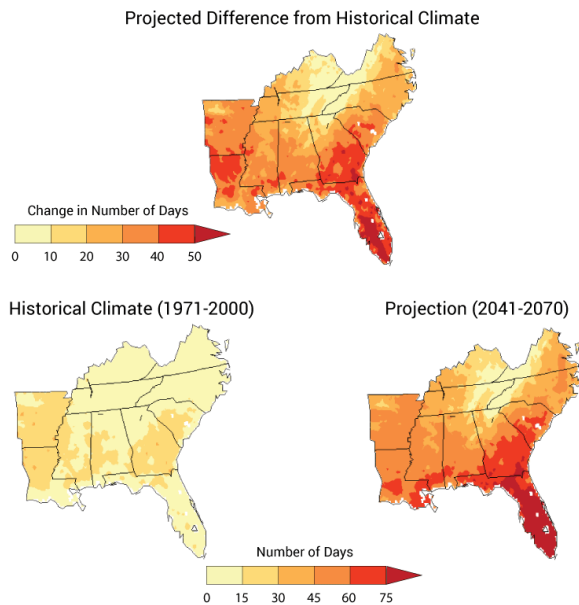 Projected Difference from Historical Climate
Change in Number of Days
0 10 20 30 40 50
Historical Climate (1971-2000)
Projection (2041-2070)
Number of Days
0 15 30 45 60 75